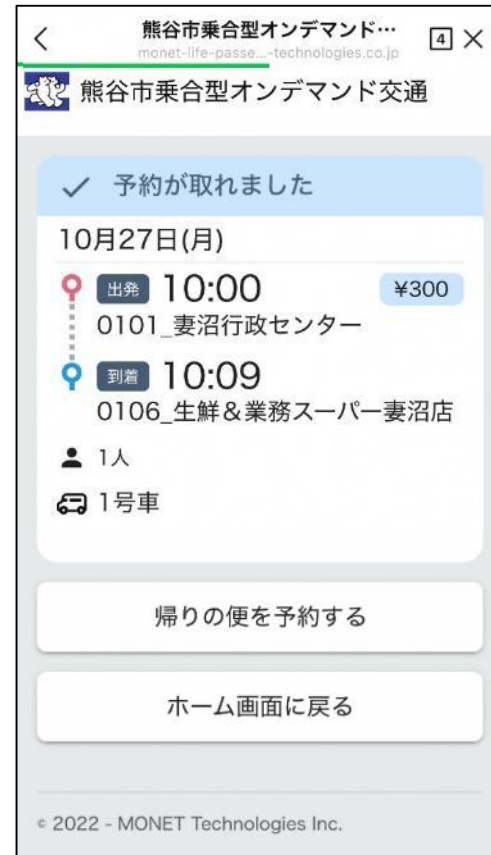 熊谷市乗合型オンデマンド…
monet-life-passe...-technologies.co.jp
4
熊谷市乗合型オンデマンド交通
予約が取れました
10月27日(月)
出発 10:00 ¥300
0101_妻沼行政センター
到着 10:09
0106_生鮮&業務スーパー妻沼店
1人
1号車
帰りの便を予約する
ホーム画面に戻る
© 2022 - MONET Technologies Inc.